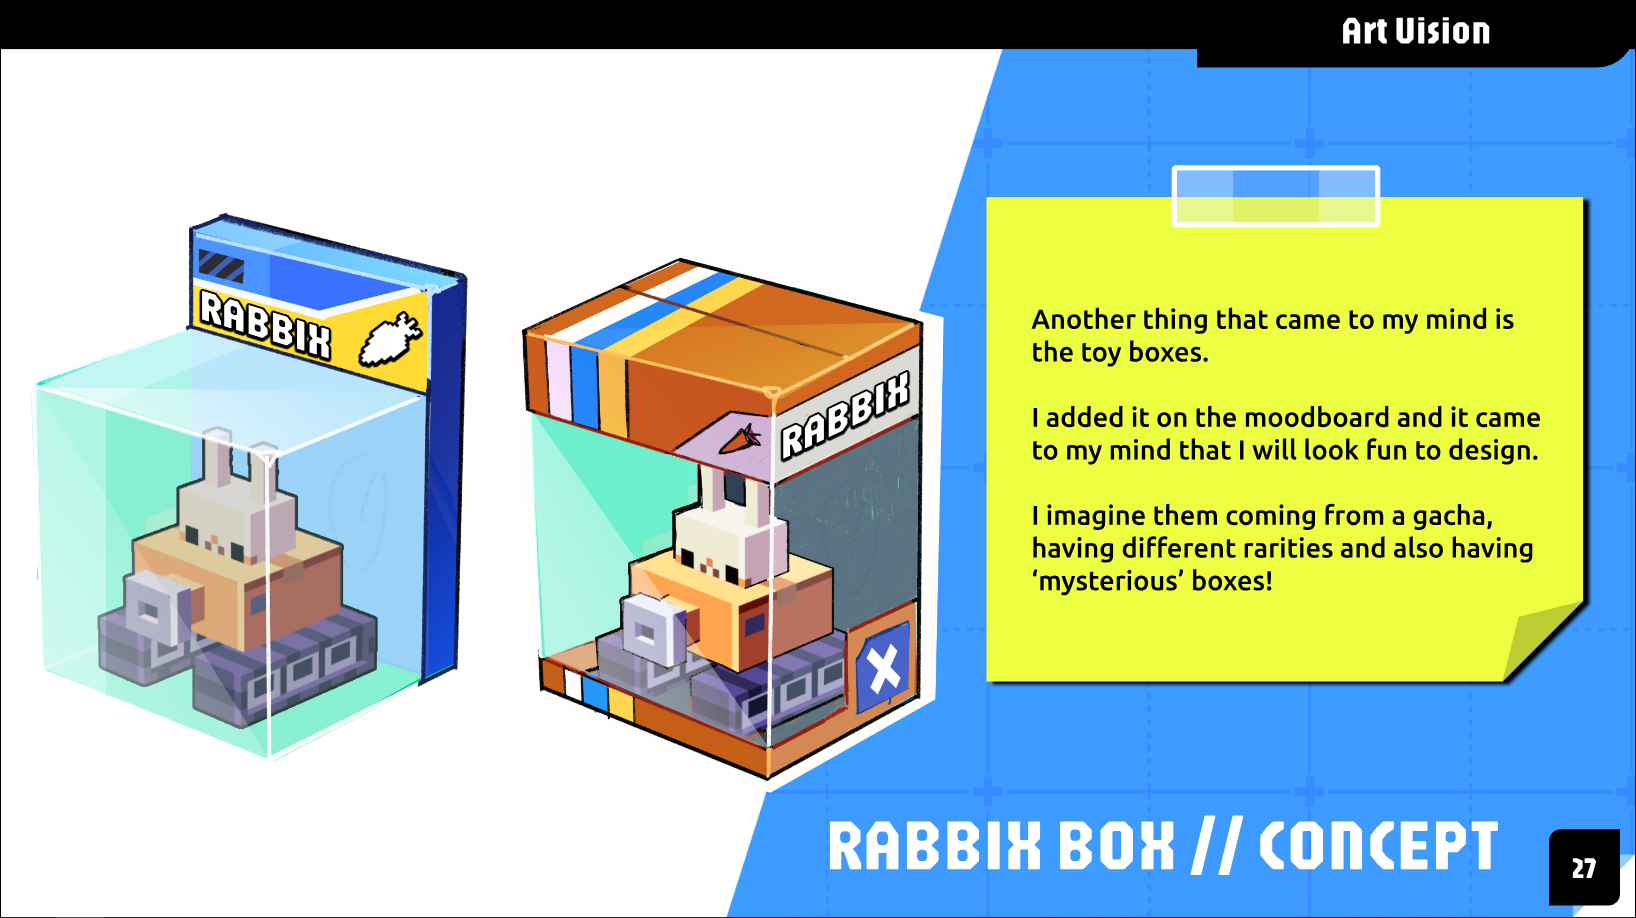 Art Vision
RABBIX
RABBIX
X
Another thing that came to my mind is
the toy boxes.
I added it on the moodboard and it came
to my mind that I will look fun to design.
I imagine them coming from a gacha,
having different rarities and also having
‘mysterious’ boxes!
RABBIX BOX // CONCEPT
27